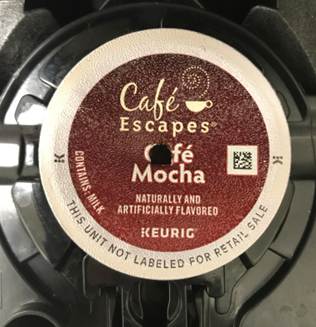 Café
Escapes®
Café
Mocha
NATURALLY AND
ARTIFICIALLY FLAVORED
KEURIG®
CONTAINS: MILK
THIS UNIT NOT LABELED FOR RETAIL SALE
K
K